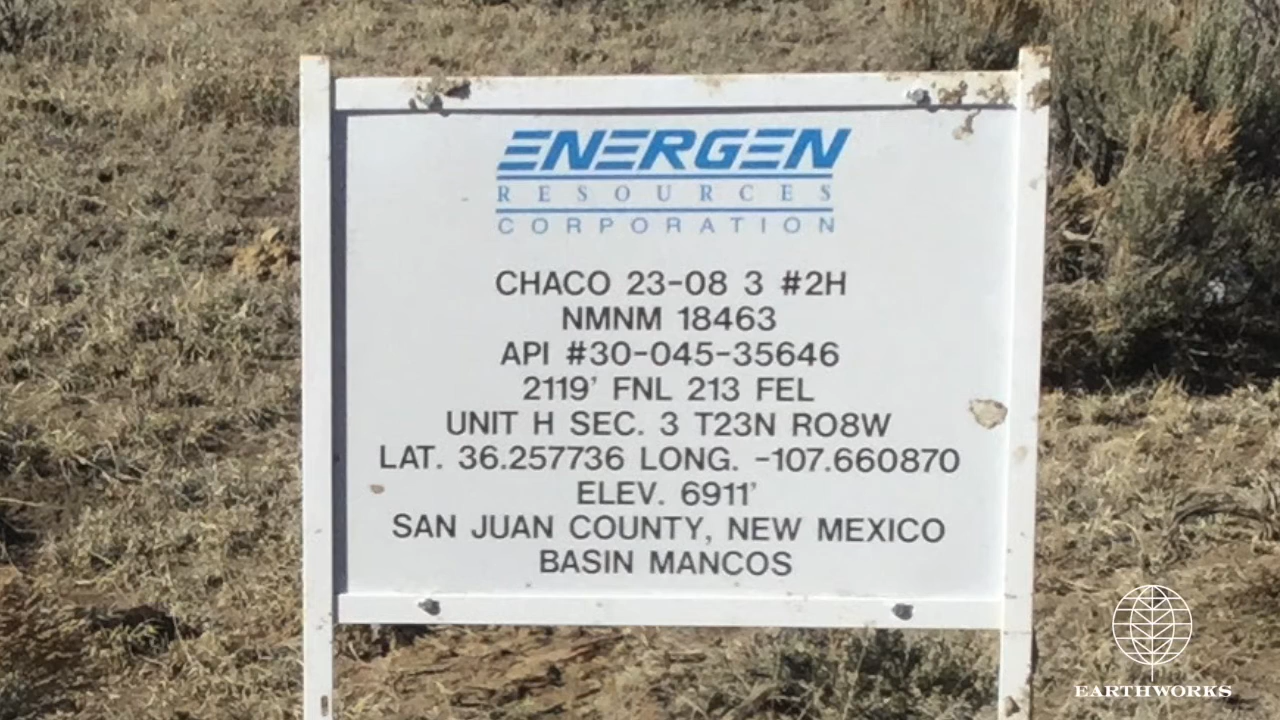 ENERGEN
RESOURCES
CORPORATION
CHACO 23-08 3 #2H
NMNM 18463
API #30-045-35646
2119' FNL 213 FEL
UNIT H SEC. 3 T23N RO8W
LAT. 36.257736 LONG. -107.660870
ELEV. 6911'
SAN JUAN COUNTY, NEW MEXICO
BASIN MANCOS
EARTHWORKS